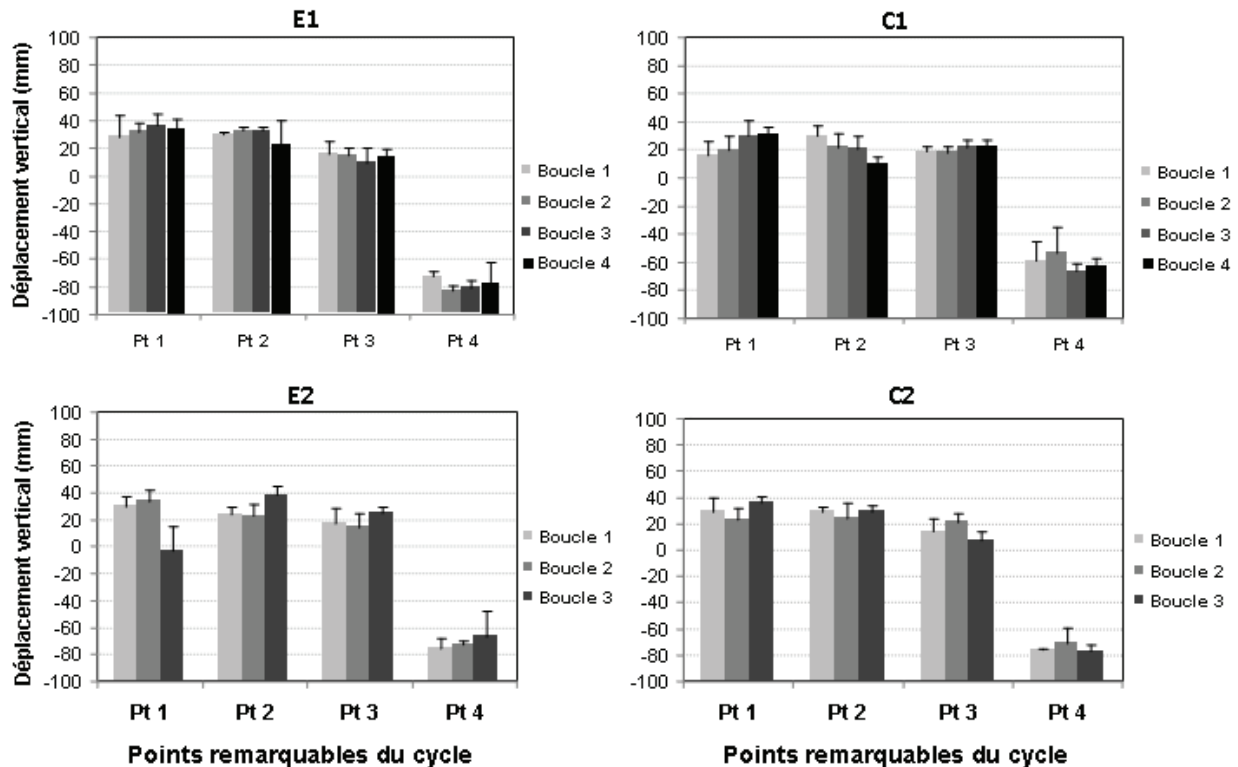 E1
Déplacement vertical (mm)
100
80
60
40
20
0
-20
-40
-60
-80
-100
Pt 1 Pt 2 Pt 3 Pt 4
Boucle 1
Boucle 2
Boucle 3
Boucle 4
C1
100
80
60
40
20
0
-20
-40
-60
-80
-100
Pt 1 Pt 2 Pt 3 Pt 4
Boucle 1
Boucle 2
Boucle 3
Boucle 4
E2
Déplacement vertical (mm)
100
80
60
40
20
0
-20
-40
-60
-80
-100
Pt 1 Pt 2 Pt 3 Pt 4
Points remarquables du cycle
Boucle 1
Boucle 2
Boucle 3
C2
100
80
60
40
20
0
-20
-40
-60
-80
-100
Pt 1 Pt 2 Pt 3 Pt 4
Points remarquables du cycle
Boucle 1
Boucle 2
Boucle 3